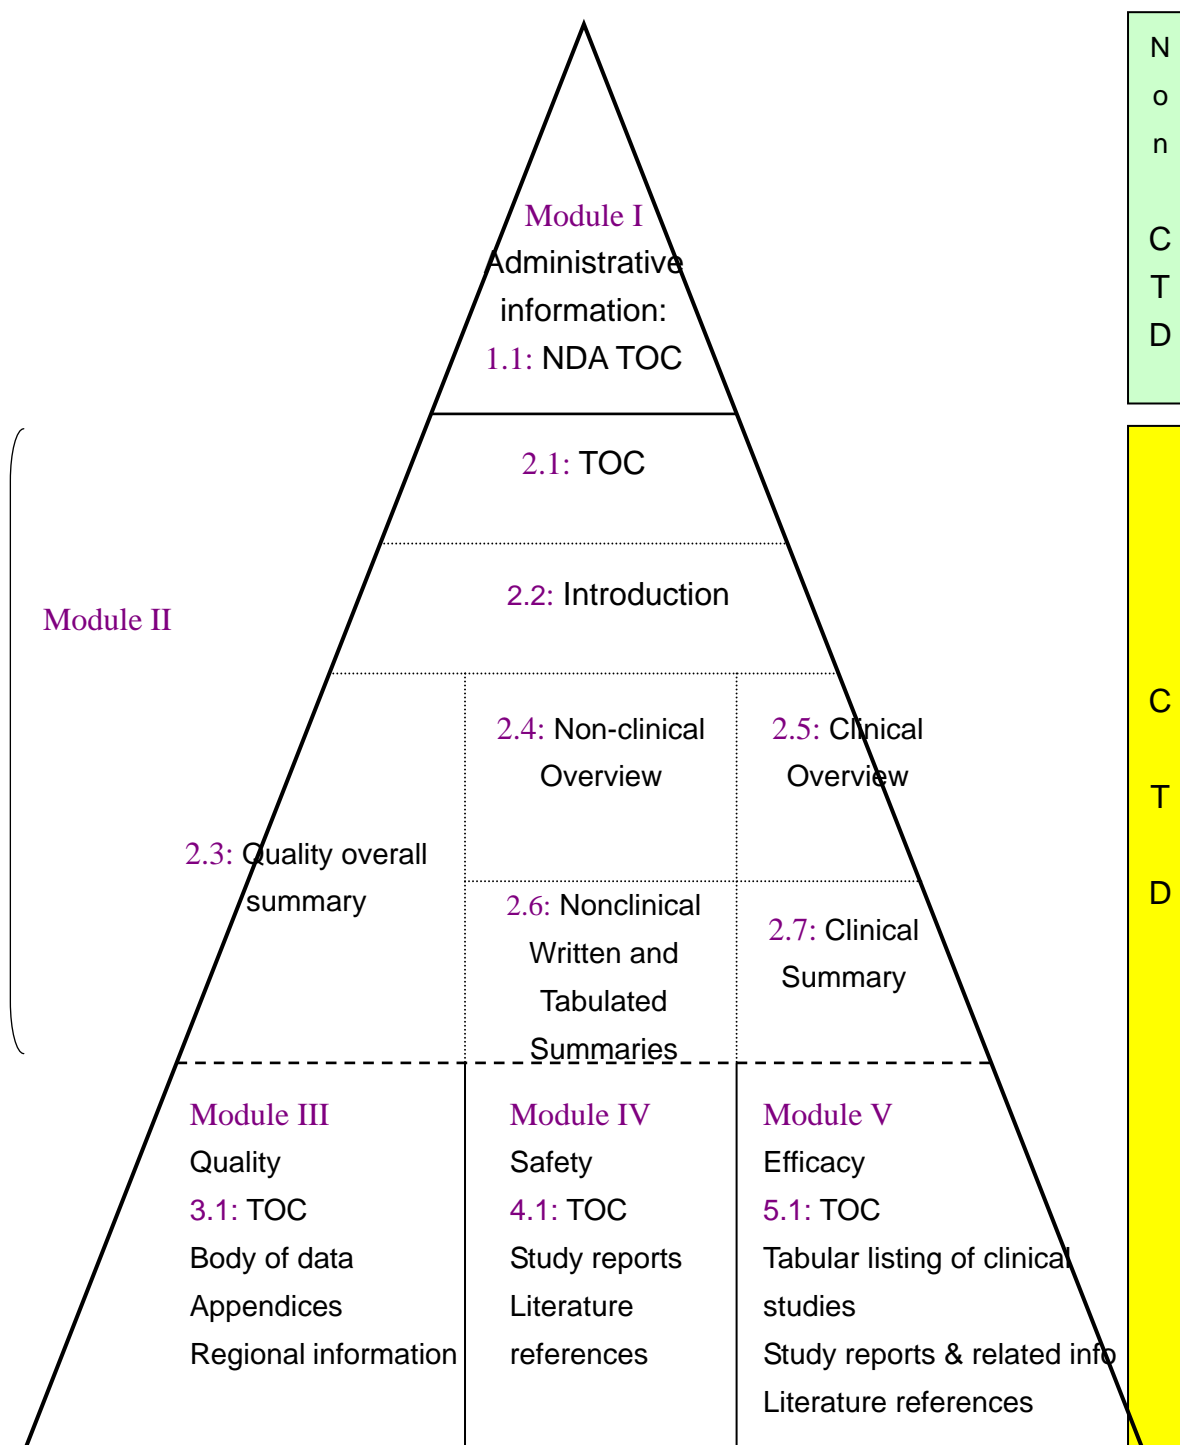 Module I
Administrative
information:
1.1: NDA TOC
2.1: TOC
2.2: Introduction
Module II
2.3: Quality overall
summary
2.4: Non-clinical
Overview
2.5: Clinical
Overview
2.6: Nonclinical
Written and
Tabulated
Summaries
2.7: Clinical
Summary
Module III
Quality
3.1: TOC
Body of data
Appendices
Regional information
Module IV
Safety
4.1: TOC
Study reports
Literature
references
Module V
Efficacy
5.1: TOC
Tabular listing of clinical
studies
Study reports & related info
Literature references
N
o
n
C
T
D
C
T
D